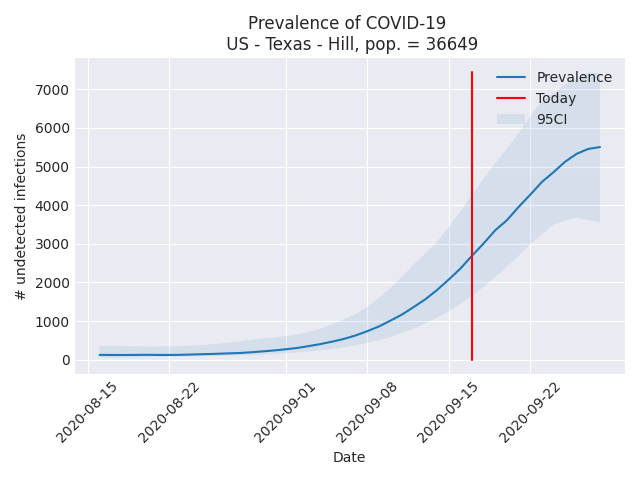 Prevalence of COVID-19
US - Texas - Hill, pop. = 36649
Prevalence
Today
95CI
7000
6000
5000
4000
3000
2000
1000
0
# undetected infections
2020-08-15
2020-08-22
2020-09-01
2020-09-08
2020-09-15
2020-09-22
Date